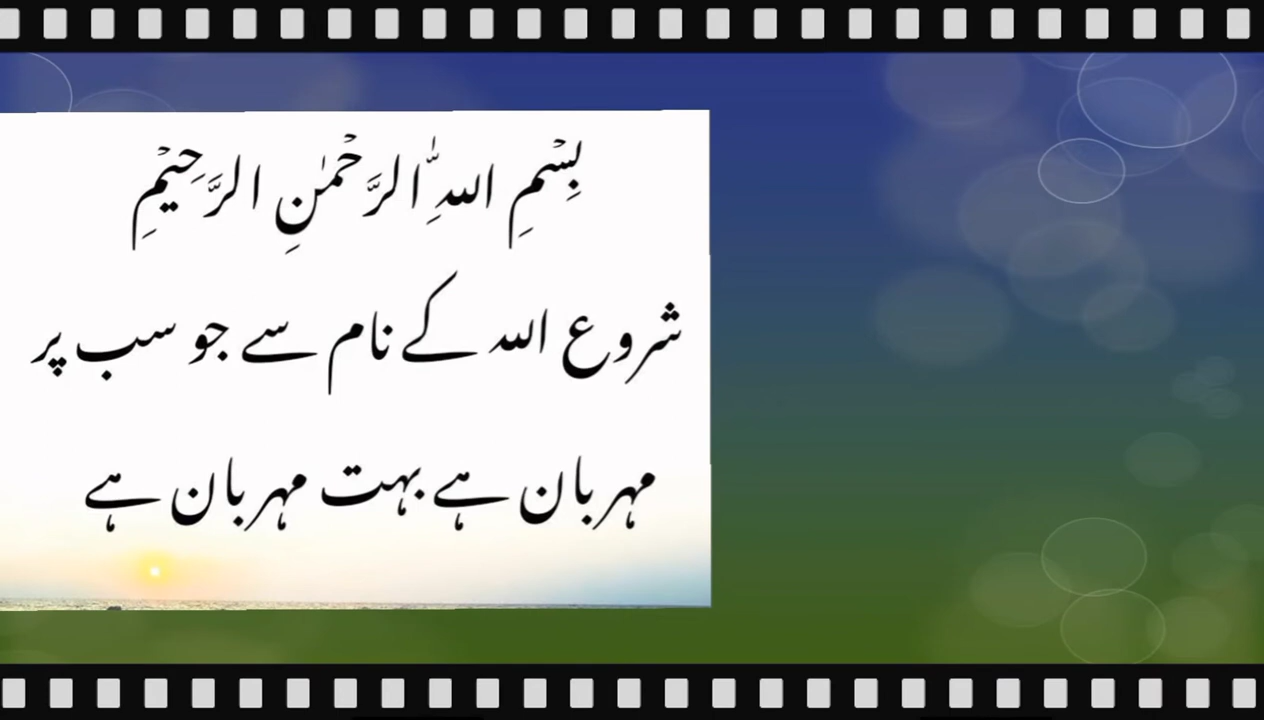 بِسْمِ اللّٰهِ الرَّحْمٰنِ الرَّحِيْمِ
شروع اللہ کے نام سے جو سب پر
مہربان ہے بہت مہربان ہے